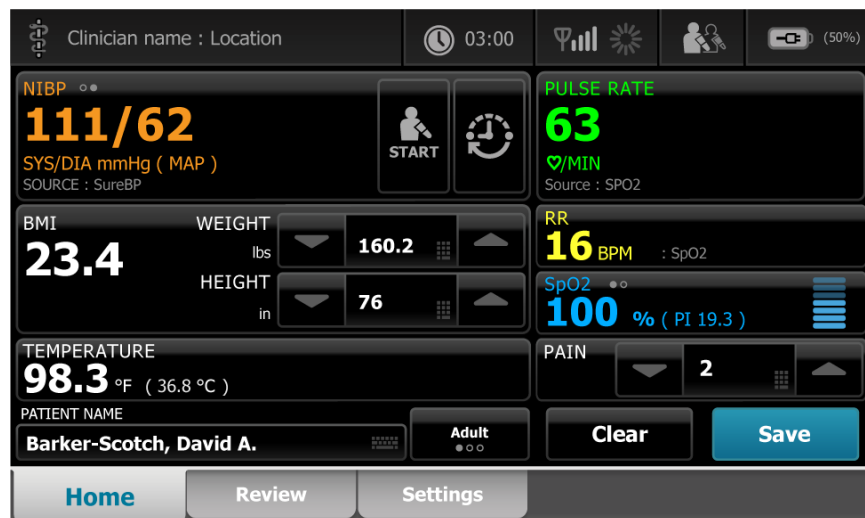 Clinician name : Location
03:00
(50%)
NIBP
111/62
SYS/DIA mmHg ( MAP )
SOURCE : SureBP
START
PULSE RATE
63
/MIN
Source : SPO2
BMI
23.4
WEIGHT
lbs
160.2
HEIGHT
in
76
RR
16 BPM : SpO2
SpO2
100 % ( PI 19.3 )
TEMPERATURE
98.3 °F ( 36.8 °C )
PAIN
2
PATIENT NAME
Barker-Scotch, David A.
Adult
Clear
Save
Home
Review
Settings